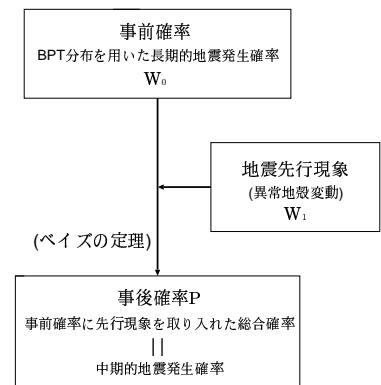 事前確率
BPT分布を用いた長期的地震発生確率
W₀
地震先行現象
(異常地殻変動)
W₁
(ベイズの定理)
事後確率P
事前確率に先行現象を取り入れた総合確率
||
中期的地震発生確率